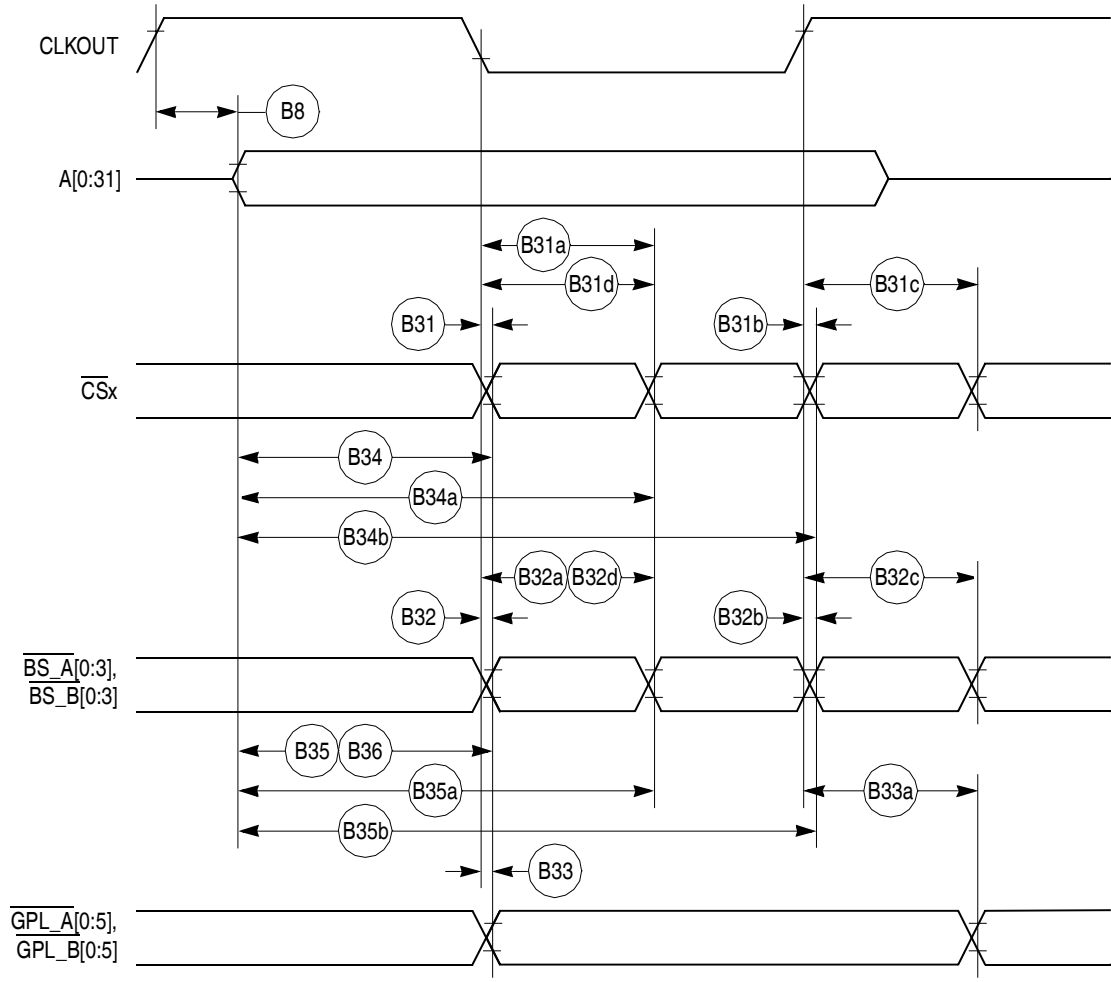 CLKOUT
B8
A[0:31]
B31a
B31d
B31c
B31
B31b
CSx
B34
B34a
B34b
B32a
B32d
B32c
B32
B32b
BS_A[0:3],
BS_B[0:3]
B35
B36
B35a
B33a
B35b
B33
GPL_A[0:5],
GPL_B[0:5]